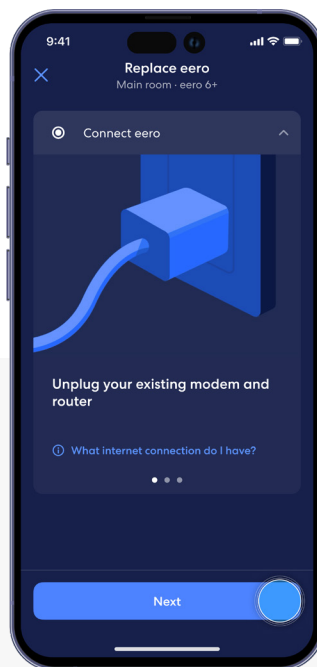 9:41
Replace eero
Main room · eero 6+
Connect eero
Unplug your existing modem and
router
What internet connection do I have?
Next